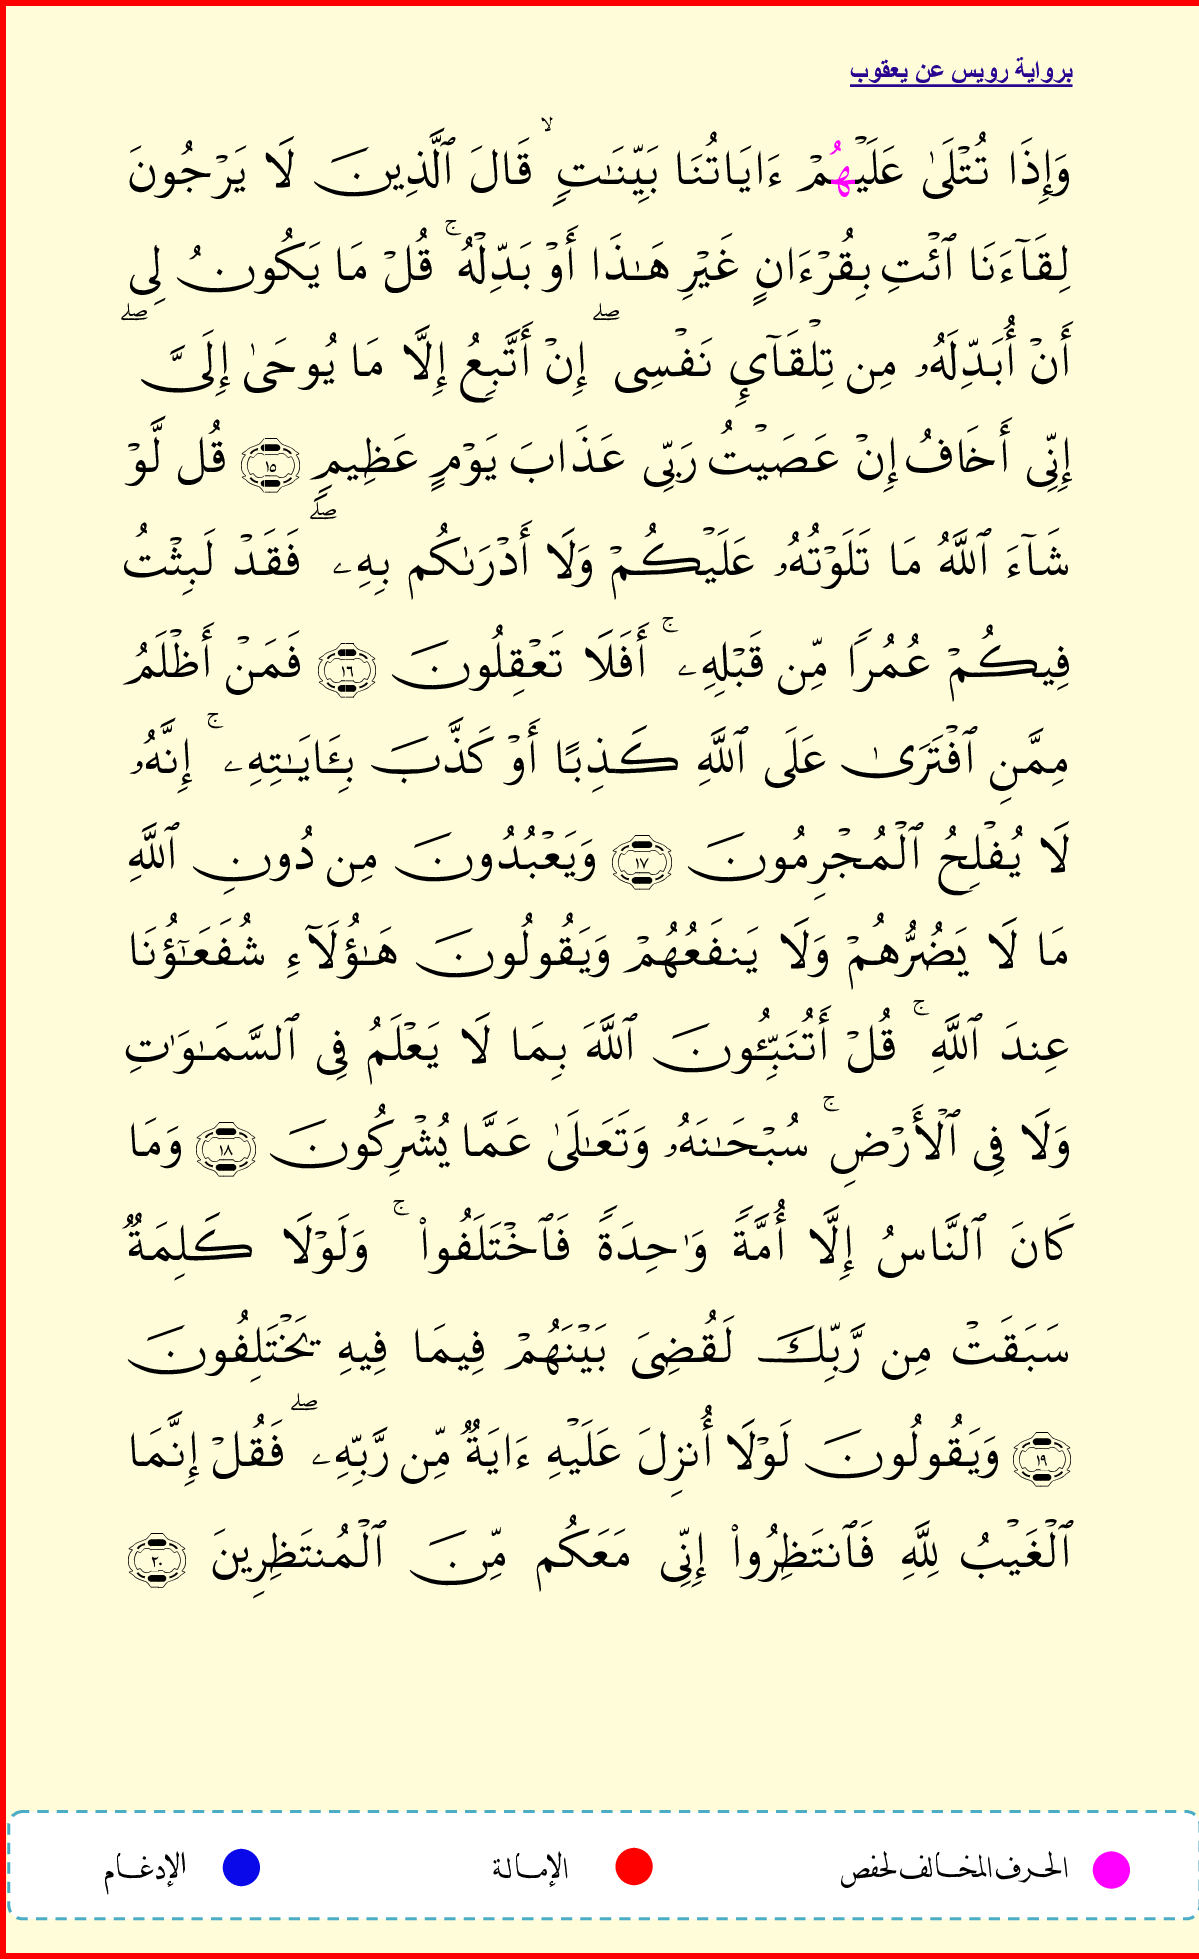 برواية رويس عن يعقوب
وَإِذَا تُتۡلَىٰ عَلَيۡهُمۡ ءَايَاتُنَا بَيِّنَٰتٖ ۙ قَالَ ٱلَّذِينَ لَا يَرۡجُونَ
لِقَآءَنَا ٱئۡتِ بِقُرۡءَانٍ غَيۡرِ هَٰذَا أَوۡ بَدِّلۡهُ ۚ قُلۡ مَا يَكُونُ لِي
أَنۡ أُبَدِّلَهُۥ مِن تِلۡقَآيِٕ نَفۡسِي ۖ إِنۡ أَتَّبِعُ إِلَّا مَا يُوحَىٰ إِلَيَّ ۖ
إِنِّي أَخَافُ إِنۡ عَصَيۡتُ رَبِّي عَذَابَ يَوۡمٍ عَظِيمٖ ١٥ قُل لَّوۡ
شَآءَ ٱللَّهُ مَا تَلَوۡتُهُۥ عَلَيۡكُمۡ وَلَا أَدۡرَىٰكُم بِهِۦ ۖ فَقَدۡ لَبِثۡتُ
فِيكُمۡ عُمُرٗا مِّن قَبۡلِهِۦ ۚ أَفَلَا تَعۡقِلُونَ ١٦ فَمَنۡ أَظۡلَمُ
مِمَّنِ ٱفۡتَرَىٰ عَلَى ٱللَّهِ كَذِبًا أَوۡ كَذَّبَ بِـَٔايَٰتِهِۦ ۚ إِنَّهُۥ
لَا يُفۡلِحُ ٱلۡمُجۡرِمُونَ ١٧ وَيَعۡبُدُونَ مِن دُونِ ٱللَّهِ
مَا لَا يَضُرُّهُمۡ وَلَا يَنفَعُهُمۡ وَيَقُولُونَ هَٰٓؤُلَآءِ شُفَعَٰٓؤُنَا
عِندَ ٱللَّهِ ۚ قُلۡ أَتُنَبِّـُٔونَ ٱللَّهَ بِمَا لَا يَعۡلَمُ فِي ٱلسَّمَٰوَٰتِ
وَلَا فِي ٱلۡأَرۡضِ ۚ سُبۡحَٰنَهُۥ وَتَعَٰلَىٰ عَمَّا يُشۡرِكُونَ ١٨ وَمَا
كَانَ ٱلنَّاسُ إِلَّا أُمَّةٗ وَٰحِدَةٗ فَٱخۡتَلَفُواْ ۚ وَلَوۡلَا كَلِمَةٞ
سَبَقَتۡ مِن رَّبِّكَ لَقُضِيَ بَيۡنَهُمۡ فِيمَا فِيهِ يَخۡتَلِفُونَ
١٩ وَيَقُولُونَ لَوۡلَا أُنزِلَ عَلَيۡهِ ءَايَةٞ مِّن رَّبِّهِۦ ۖ فَقُلۡ إِنَّمَا
ٱلۡغَيۡبُ لِلَّهِ فَٱنتَظِرُواْ إِنِّي مَعَكُم مِّنَ ٱلۡمُنتَظِرِينَ ٢٠
الحرف المخالف لحفص الإمالة الإدغام